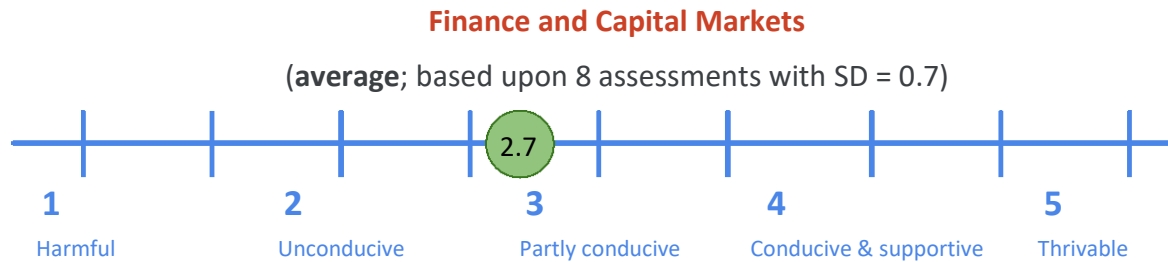 Finance and Capital Markets
(average; based upon 8 assessments with SD = 0.7)
2.7
1 2 3 4 5
Harmful Unconducive Partly conducive Conducive & supportive Thrivable